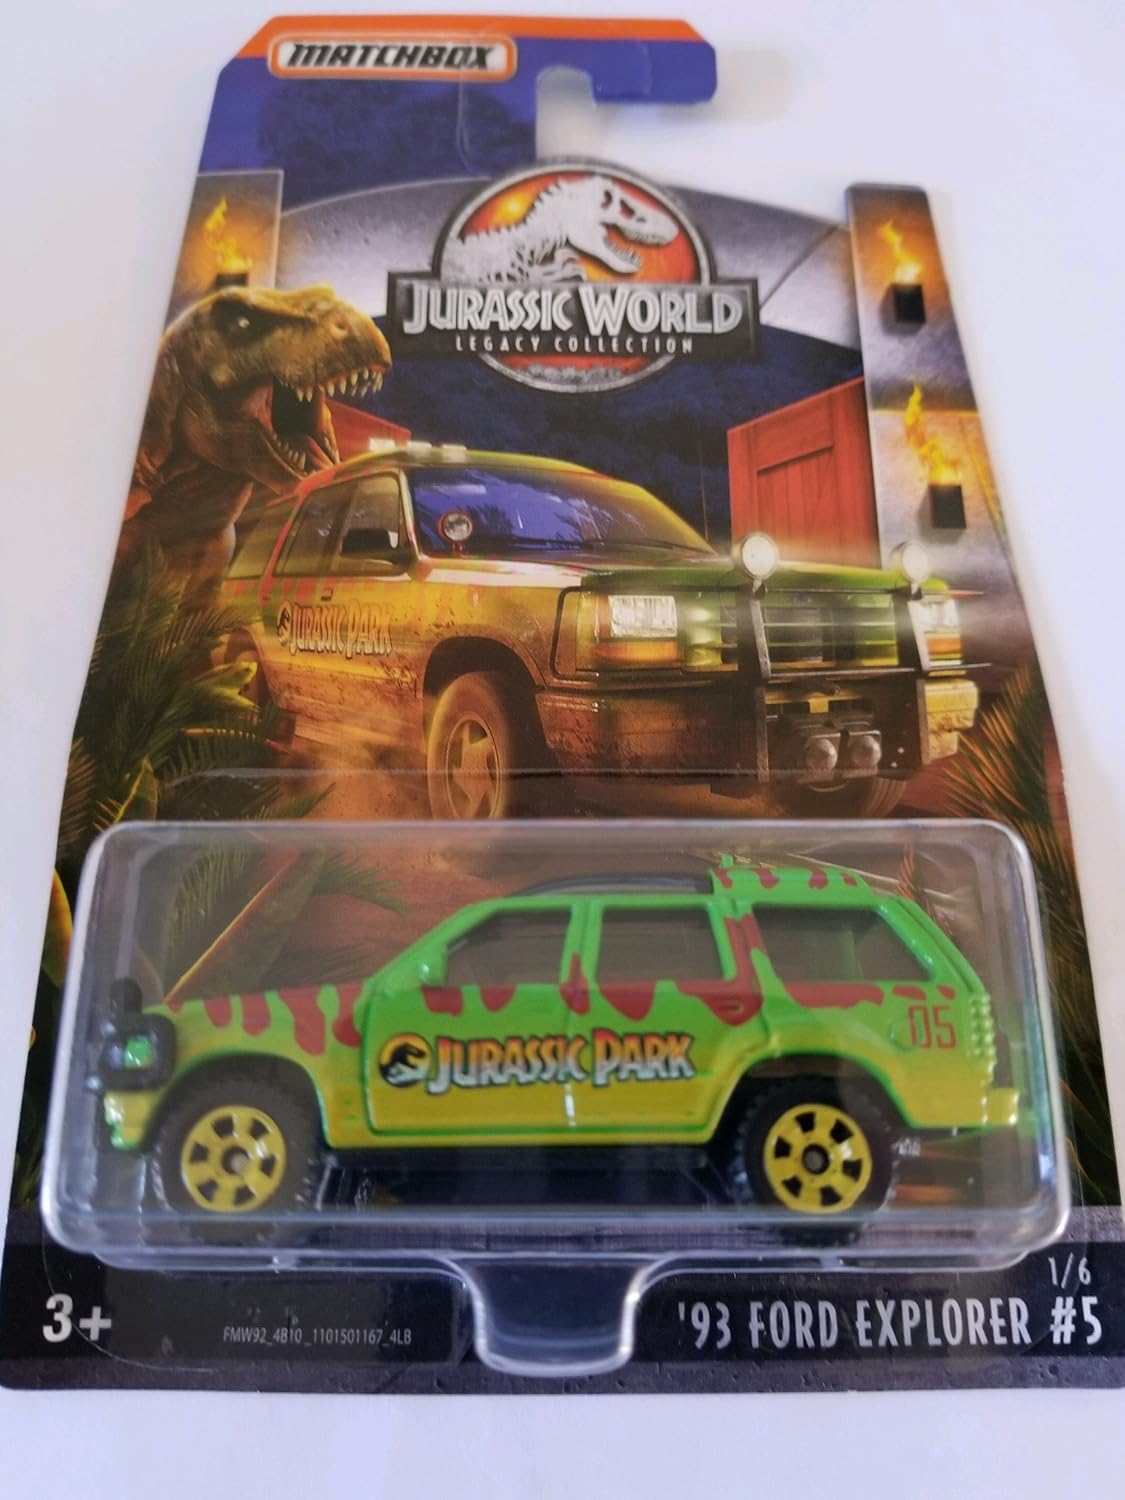 MATCHBOX
JURASSIC WORLD
LEGACY COLLECTION
JURASSIC PARK
JURASSIC PARK
05
1/6
3+
FMW92_4B10_1101501167_4LB
'93 FORD EXPLORER #5